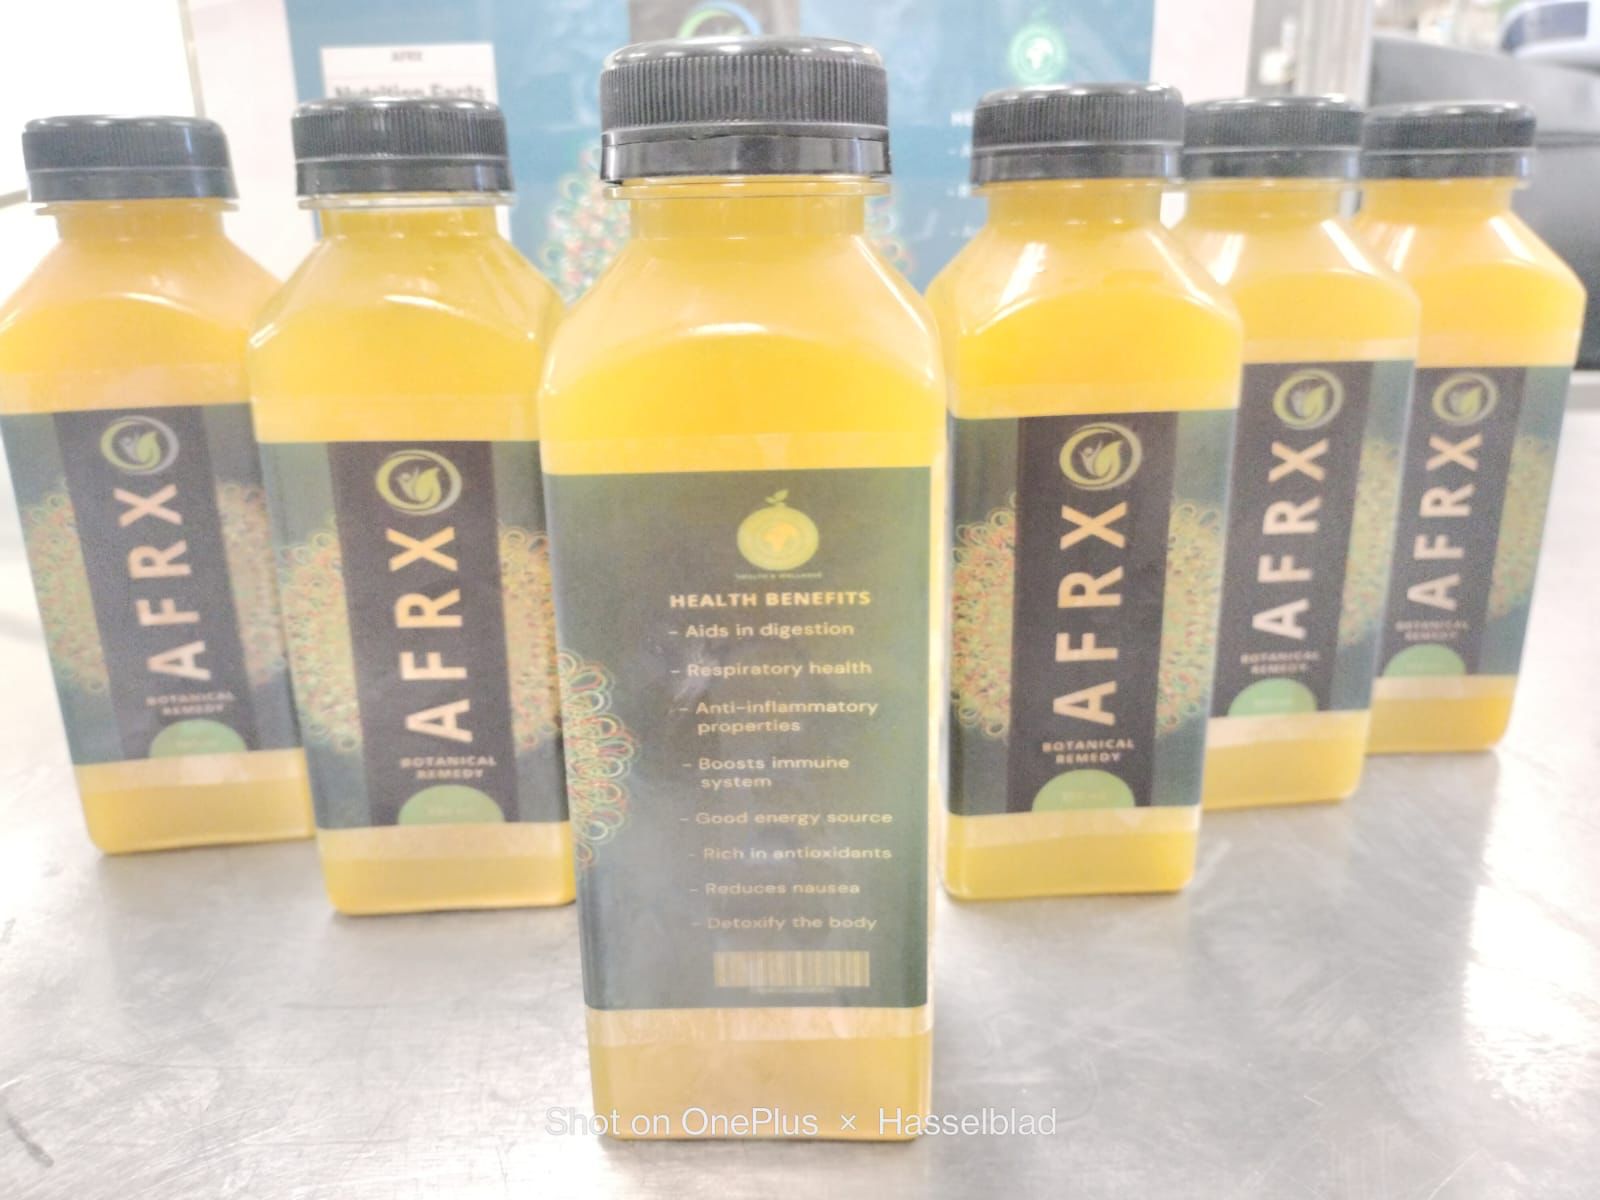 AFRX
Nutrition Facts
HEALTH & WELLNESS
HEALTH BENEFITS
- Aids in digestion
- Respiratory health
- Anti-inflammatory
properties
- Boosts immune
system
- Good energy source
- Rich in antioxidants
- Reduces nausea
- Detoxify the body
AFRX
BOTANICAL
REMEDY
AFRX
BOTANICAL
REMEDY
AFRX
BOTANICAL
REMEDY
AFRX
BOTANICAL
REMEDY
AFRX
BOTANICAL
REMEDY
Shot on OnePlus × Hasselblad